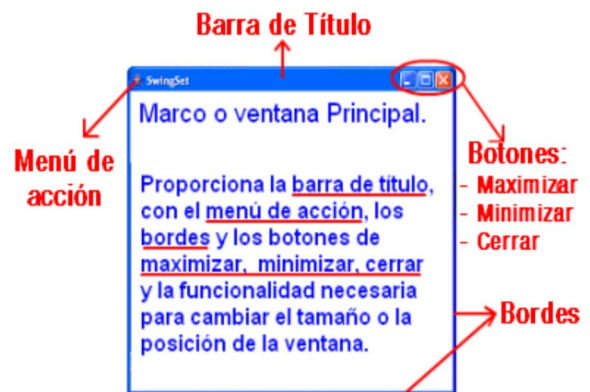 Barra de Título
SwingSet
Marco o ventana Principal.
Menú de
acción
Botones:
- Maximizar
- Minimizar
- Cerrar
Proporciona la barra de título,
con el menú de acción, los
bordes y los botones de
maximizar, minimizar, cerrar
y la funcionalidad necesaria
para cambiar el tamaño o la
posición de la ventana.
Bordes